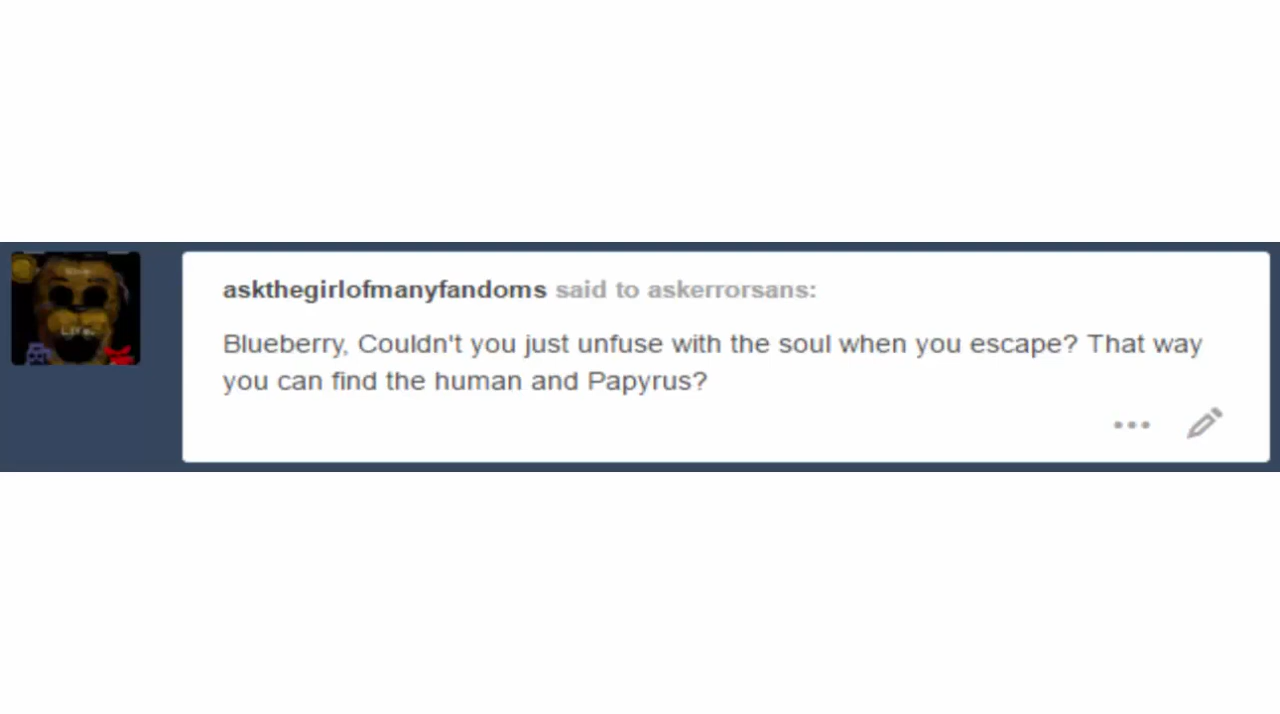 askthegirlofmanyfandoms said to askerrorsans:
Blueberry, Couldn't you just unfuse with the soul when you escape? That way
you can find the human and Papyrus?